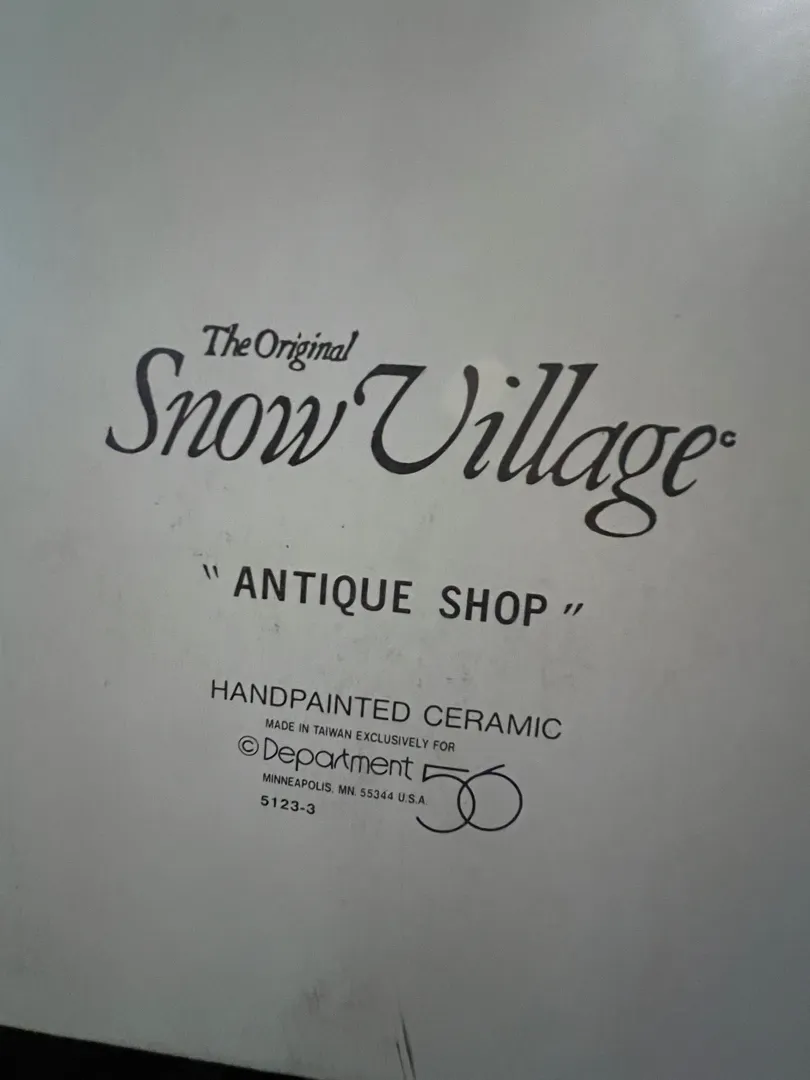 The Original
Snow Village©
"ANTIQUE SHOP"
HANDPAINTED CERAMIC
MADE IN TAIWAN EXCLUSIVELY FOR
© Department 56
MINNEAPOLIS, MN. 55344 U.S.A.
5123-3